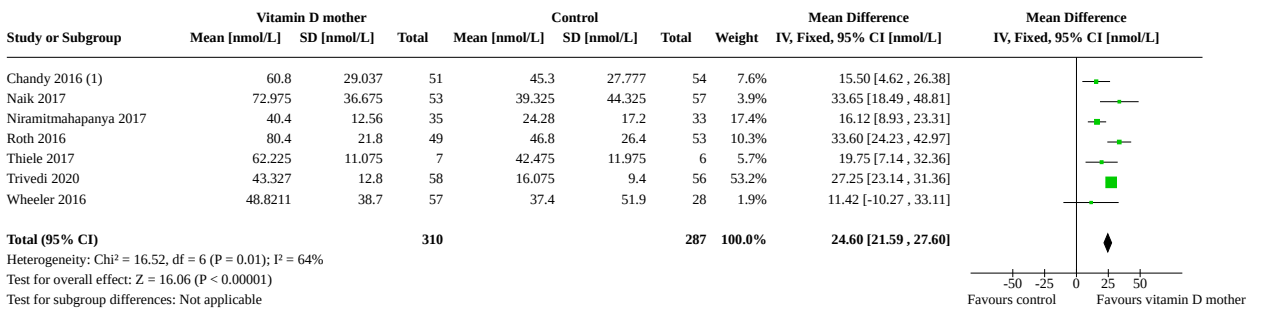 Vitamin D mother Control Mean Difference Mean Difference
Study or Subgroup Mean [nmol/L] SD [nmol/L] Total Mean [nmol/L] SD [nmol/L] Total Weight IV, Fixed, 95% CI [nmol/L] IV, Fixed, 95% CI [nmol/L]
Chandy 2016 (1) 60.8 29.037 51 45.3 27.777 54 7.6% 15.50 [4.62 , 26.38]
Naik 2017 72.975 36.675 53 39.325 44.325 57 3.9% 33.65 [18.49 , 48.81]
Niramitmahapanya 2017 40.4 12.56 35 24.28 17.2 33 17.4% 16.12 [8.93 , 23.31]
Roth 2016 80.4 21.8 49 46.8 26.4 53 10.3% 33.60 [24.23 , 42.97]
Thiele 2017 62.225 11.075 7 42.475 11.975 6 5.7% 19.75 [7.14 , 32.36]
Trivedi 2020 43.327 12.8 58 16.075 9.4 56 53.2% 27.25 [23.14 , 31.36]
Wheeler 2016 48.8211 38.7 57 37.4 51.9 28 1.9% 11.42 [-10.27 , 33.11]
Total (95% CI) 310 287 100.0% 24.60 [21.59 , 27.60]
Heterogeneity: Chi² = 16.52, df = 6 (P = 0.01); I² = 64%
Test for overall effect: Z = 16.06 (P < 0.00001)
-50 -25 0 25 50
Test for subgroup differences: Not applicable Favours control Favours vitamin D mother